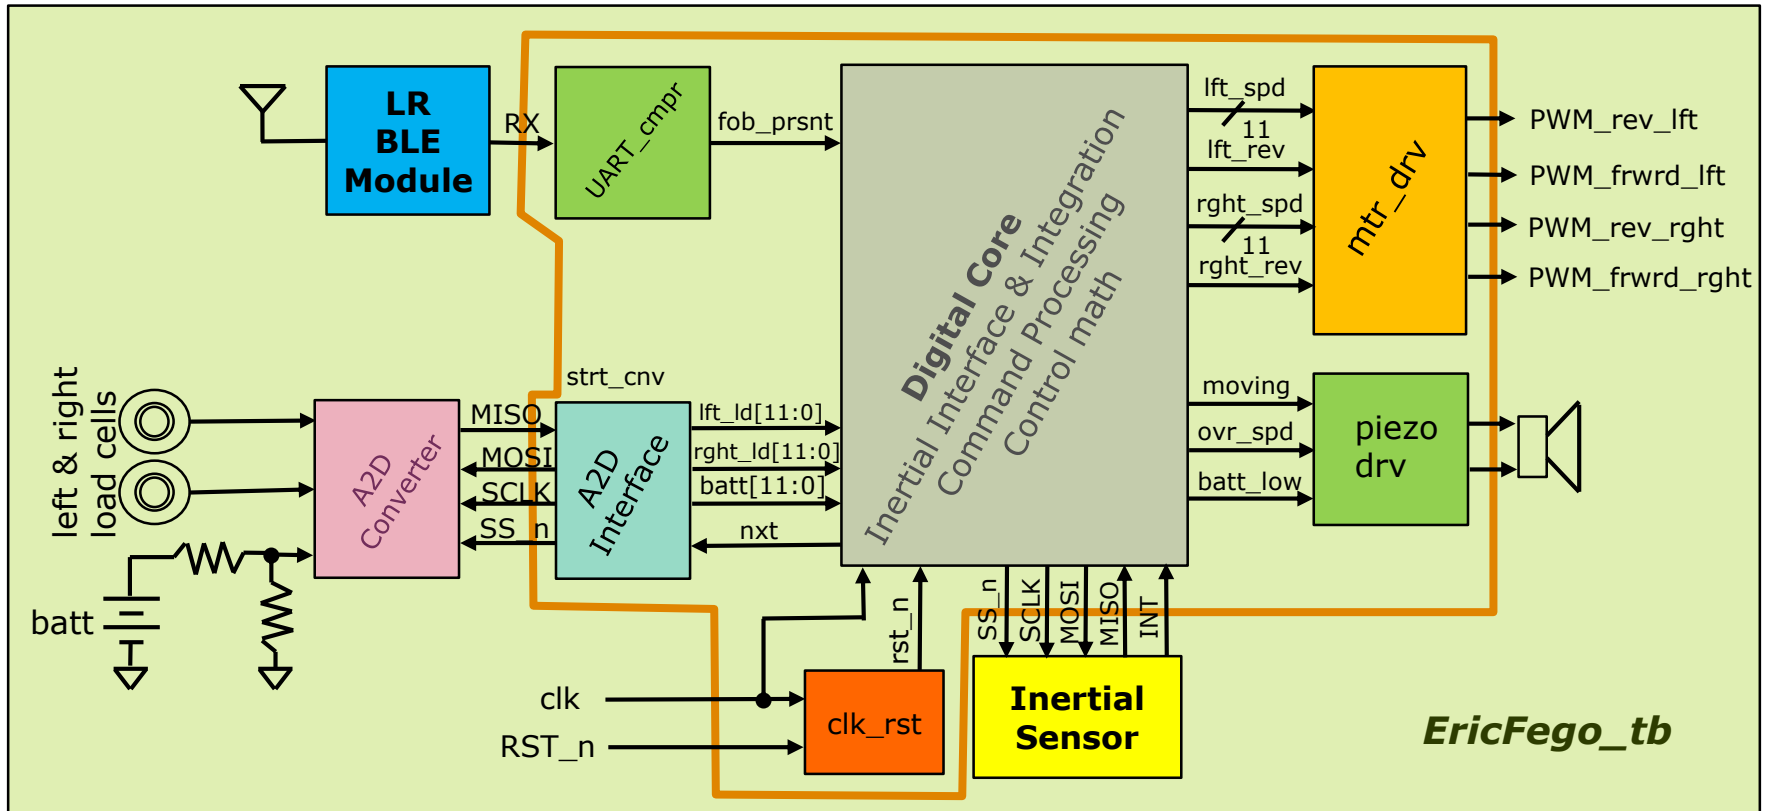 LR
BLE
Module
RX
UART_cmpr
fob_prsnt
Digital Core
Inertial Interface & Integration
Command Processing
Control math
lft_spd
11
lft_rev
rght_spd
11
rght_rev
mtr_drv
PWM_rev_lft
PWM_frwrd_lft
PWM_rev_rght
PWM_frwrd_rght
left & right
load cells
A2D
Converter
MISO
MOSI
SCLK
SS_n
strt_cnv
A2D
Interface
lft_ld[11:0]
rght_ld[11:0]
batt[11:0]
nxt
moving
ovr_spd
batt_low
piezo
drv
batt
clk
RST_n
clk_rst
rst_n
SS_n
SCLK
MOSI
MISO
INT
Inertial
Sensor
EricFego_tb